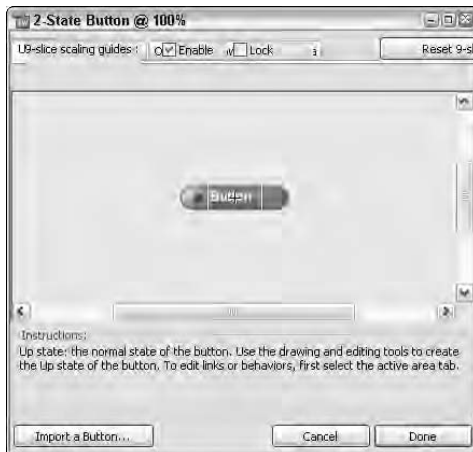 2-State Button @ 100%
9-slice scaling guides: Enable Lock Reset 9-sl
Button
Instructions:
Up state: the normal state of the button. Use the drawing and editing tools to create
the Up state of the button. To edit links or behaviors, first select the active area tab.
Import a Button... Cancel Done